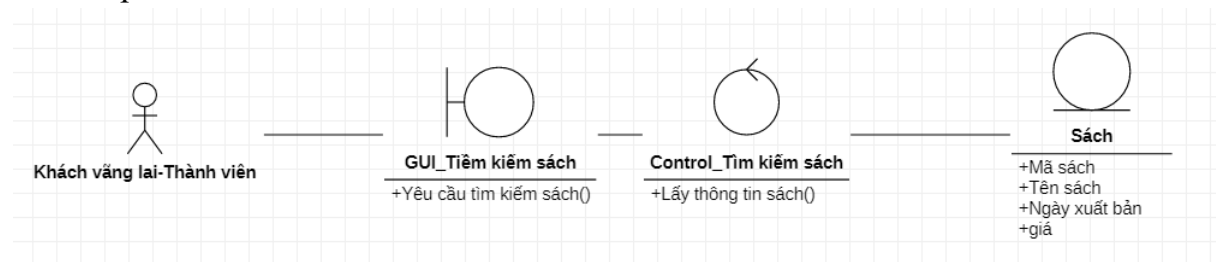 Khách vãng lai-Thành viên
GUI_Tiềm kiếm sách
+Yêu cầu tìm kiếm sách()
Control_Tìm kiếm sách
+Lấy thông tin sách()
Sách
+Mã sách
+Tên sách
+Ngày xuất bản
+giá